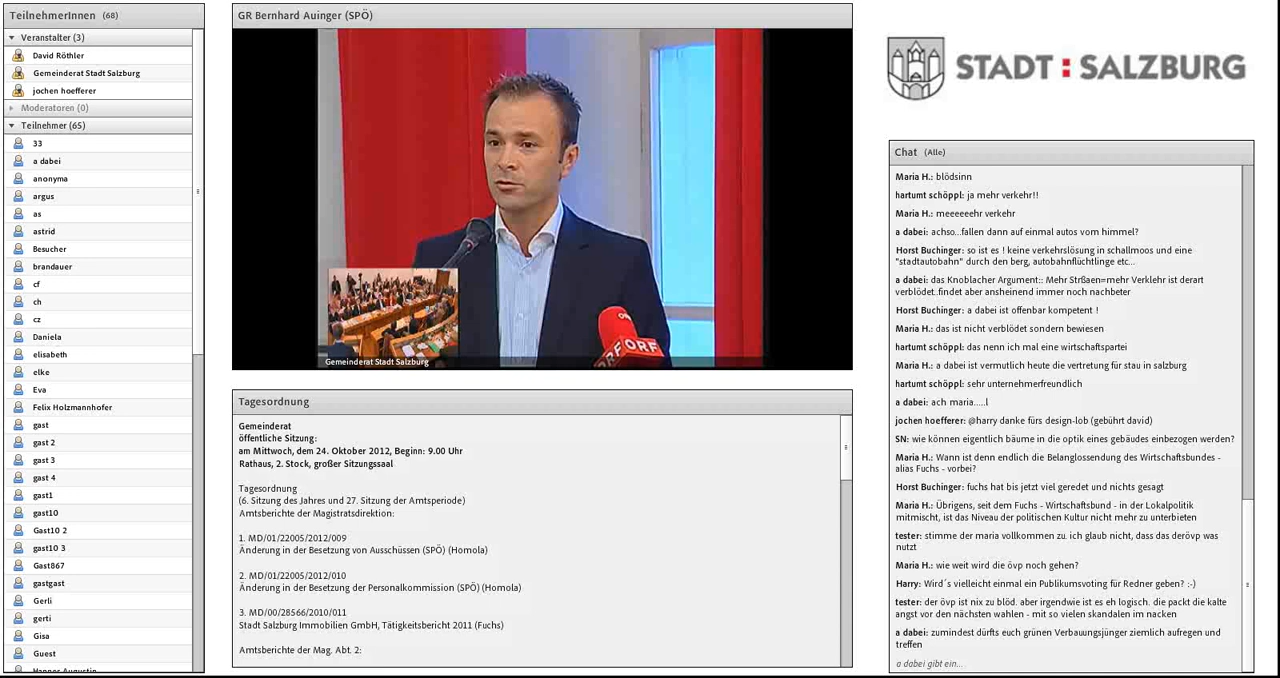 TeilnehmerInnen (68)
Veranstalter (3)
David Röthler
Gemeinderat Stadt Salzburg
jochen hoefferer
Moderatoren (0)
Teilnehmer (65)
33
a dabei
anonyma
argus
as
astrid
Besucher
brandauer
cf
ch
cz
Daniela
elisabeth
elke
Eva
Felix Holzmannhofer
gast
gast 2
gast 3
gast 4
gast1
gast10
Gast10 2
gast10 3
Gast867
gastgast
Gerli
gerti
Gisa
Guest
Hannes Augustin
GR Bernhard Auinger (SPÖ)
ORF
ORF
Gemeinderat Stadt Salzburg
Tagesordnung
Gemeinderat
öffentliche Sitzung:
am Mittwoch, dem 24. Oktober 2012, Beginn: 9.00 Uhr
Rathaus, 2. Stock, großer Sitzungssaal
Tagesordnung
(6. Sitzung des Jahres und 27. Sitzung der Amtsperiode)
Amtsberichte der Magistratsdirektion:
1. MD/01/22005/2012/009
Änderung in der Besetzung von Ausschüssen (SPÖ) (Homola)
2. MD/01/22005/2012/010
Änderung in der Besetzung der Personalkommission (SPÖ) (Homola)
3. MD/00/28566/2010/011
Stadt Salzburg Immobilien GmbH, Tätigkeitsbericht 2011 (Fuchs)
Amtsberichte der Mag. Abt. 2:
STADT : SALZBURG
Chat (Alle)
Maria H.: blödsinn
hartumt schöppl: ja mehr verkehr!!
Maria H.: meeeeeehr verkehr
a dabei: achso...fallen dann auf einmal autos vom himmel?
Horst Buchinger: so ist es ! keine verkehrslösung in schallmoos und eine
"stadtautobahn" durch den berg, autobahnflüchtlinge etc...
a dabei: das Knoblacher Argument:: Mehr Strßaen=mehr Verklehr ist derart
verblödet..findet aber ansheinend immer noch nachbeter
Horst Buchinger: a dabei ist offenbar kompetent !
Maria H.: das ist nicht verblödet sondern bewiesen
hartumt schöppl: das nenn ich mal eine wirtschaftspartei
Maria H.: a dabei ist vermutlich heute die vertretung für stau in salzburg
hartumt schöppl: sehr unternehmerfreundlich
a dabei: ach maria.....l
jochen hoefferer: @harry danke fürs design-lob (gebührt david)
SN: wie können eigentlich bäume in die optik eines gebäudes einbezogen werden?
Maria H.: Wann ist denn endlich die Belanglossendung des Wirtschaftsbundes -
alias Fuchs - vorbei?
Horst Buchinger: fuchs hat bis jetzt viel geredet und nichts gesagt
Maria H.: Übrigens, seit dem Fuchs - Wirtschaftsbund - in der Lokalpolitik
mitmischt, ist das Niveau der politischen Kultur nicht mehr zu unterbieten
tester: stimme der maria vollkommen zu. ich glaub nicht, dass das derövp was
nutzt
Maria H.: wie weit wird die övp noch gehen?
Harry: Wird´s vielleicht einmal ein Publikumsvoting für Redner geben? :-)
tester: der övp ist nix zu blöd. aber irgendwie ist es eh logisch. die packt die kalte
angst vor den nächsten wahlen - mit so vielen skandalen im nacken
a dabei: zumindest dürfts euch grünen Verbauungsjünger ziemlich aufregen und
treffen
a dabei gibt ein...